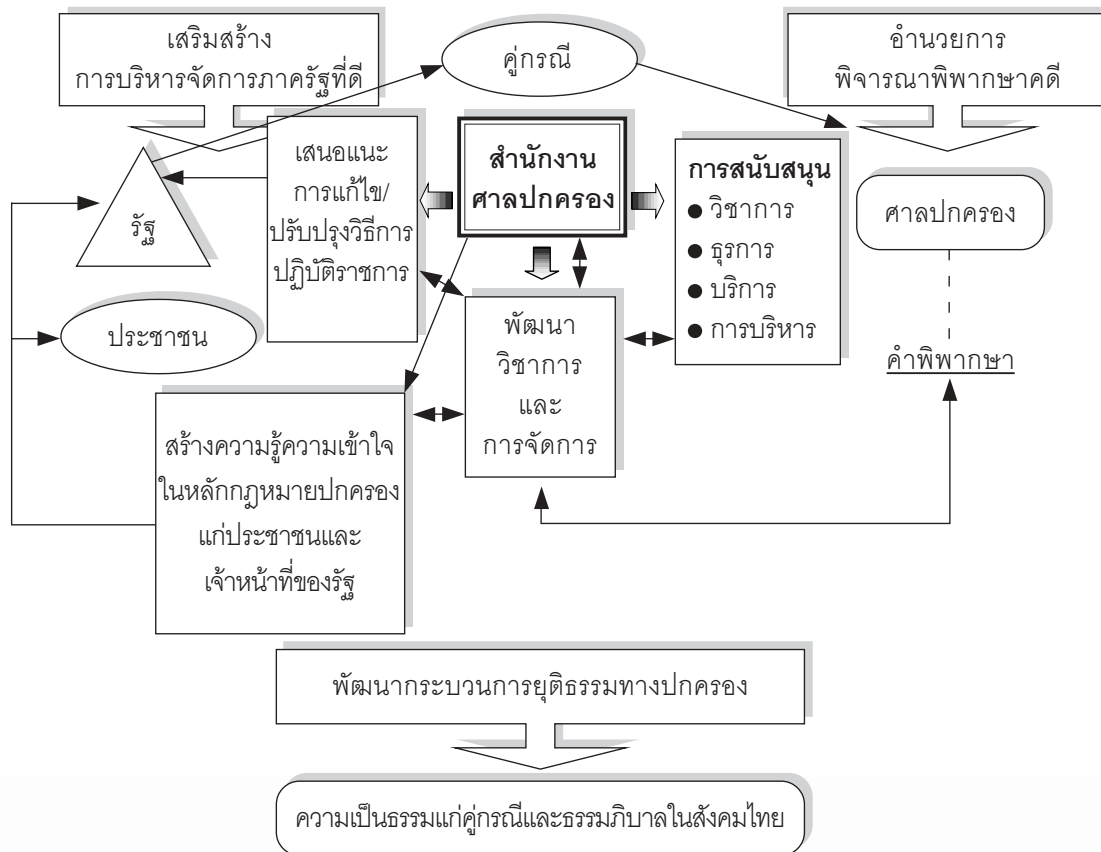 เสริมสร้าง
การบริหารจัดการภาครัฐที่ดี
คู่กรณี
อำนวยการ
พิจารณาพิพากษาคดี
รัฐ
เสนอแนะ
การแก้ไข/
ปรับปรุงวิธีการ
ปฏิบัติราชการ
สำนักงาน
ศาลปกครอง
การสนับสนุน
● วิชาการ
● ธุรการ
● บริการ
● การบริหาร
ศาลปกครอง
ประชาชน
พัฒนา
วิชาการ
และ
การจัดการ
คำพิพากษา
สร้างความรู้ความเข้าใจ
ในหลักกฎหมายปกครอง
แก่ประชาชนและ
เจ้าหน้าที่ของรัฐ
พัฒนากระบวนการยุติธรรมทางปกครอง
ความเป็นธรรมแก่คู่กรณีและธรรมภิบาลในสังคมไทย